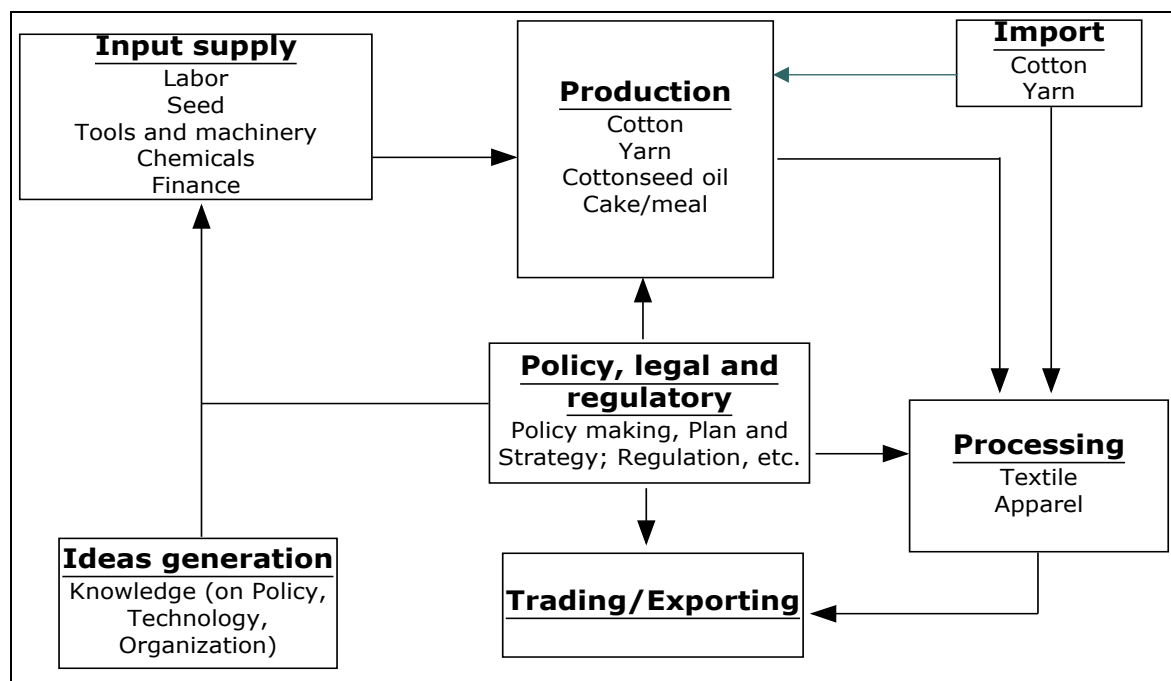 Input supply
Labor
Seed
Tools and machinery
Chemicals
Finance
Production
Cotton
Yarn
Cottonseed oil
Cake/meal
Import
Cotton
Yarn
Policy, legal and
regulatory
Policy making, Plan and
Strategy; Regulation, etc.
Processing
Textile
Apparel
Ideas generation
Knowledge (on Policy,
Technology,
Organization)
Trading/Exporting